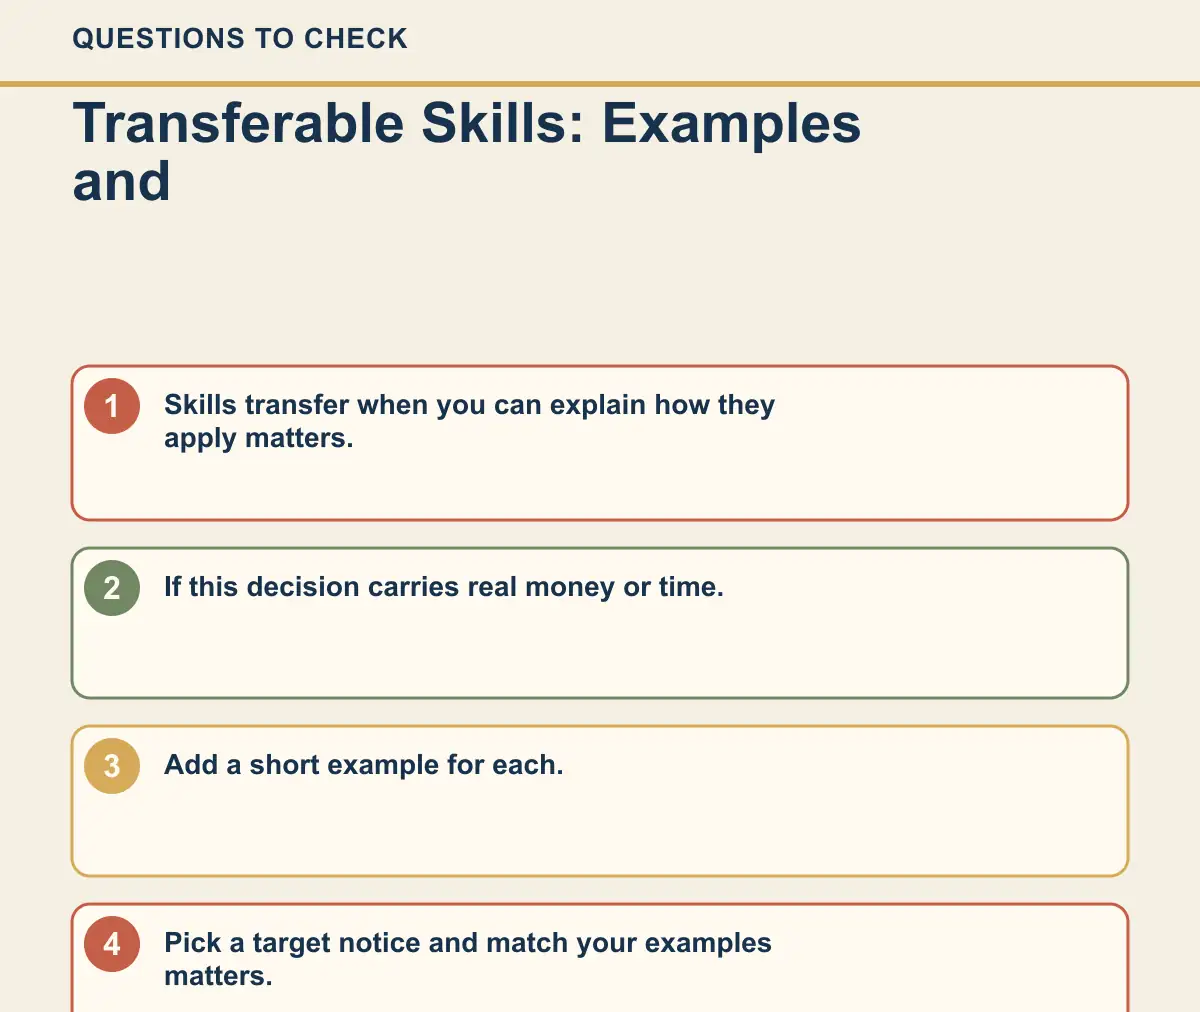 QUESTIONS TO CHECK
Transferable Skills: Examples
and
1
Skills transfer when you can explain how they
apply matters.
2
If this decision carries real money or time.
3
Add a short example for each.
4
Pick a target notice and match your examples
matters.